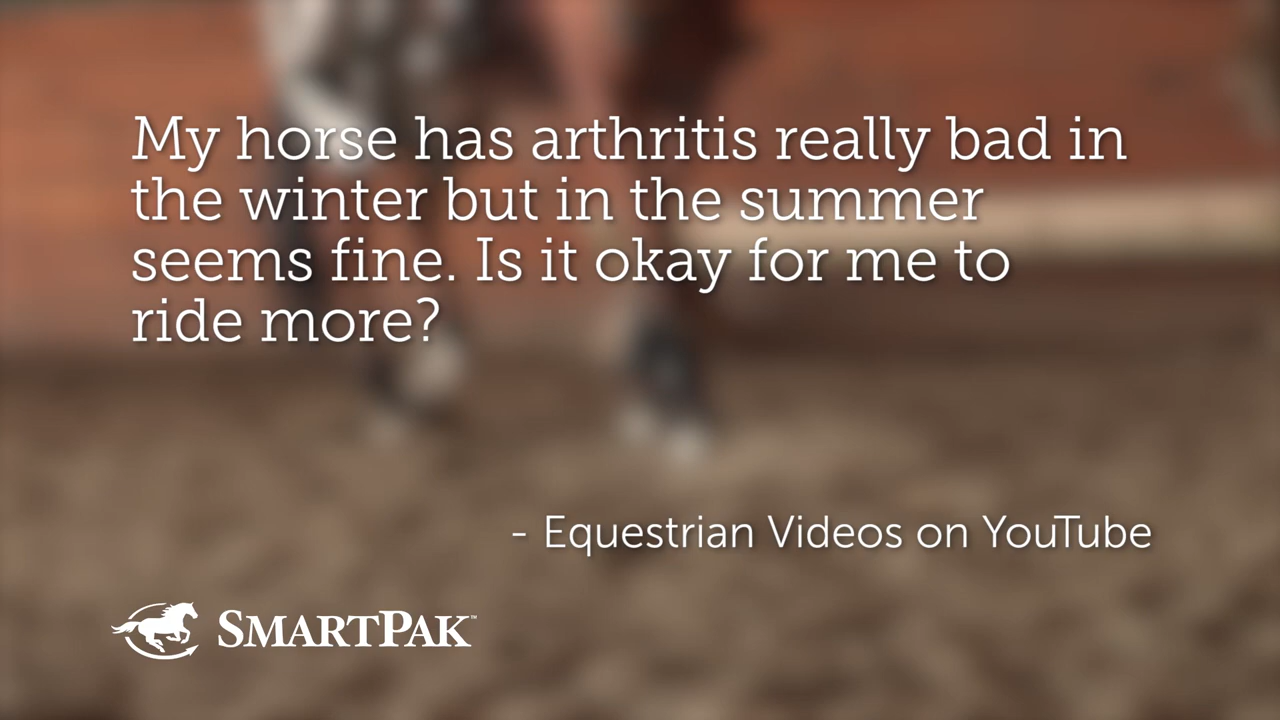 My horse has arthritis really bad in
the winter but in the summer
seems fine. Is it okay for me to
ride more?
- Equestrian Videos on YouTube
SMARTPAK™